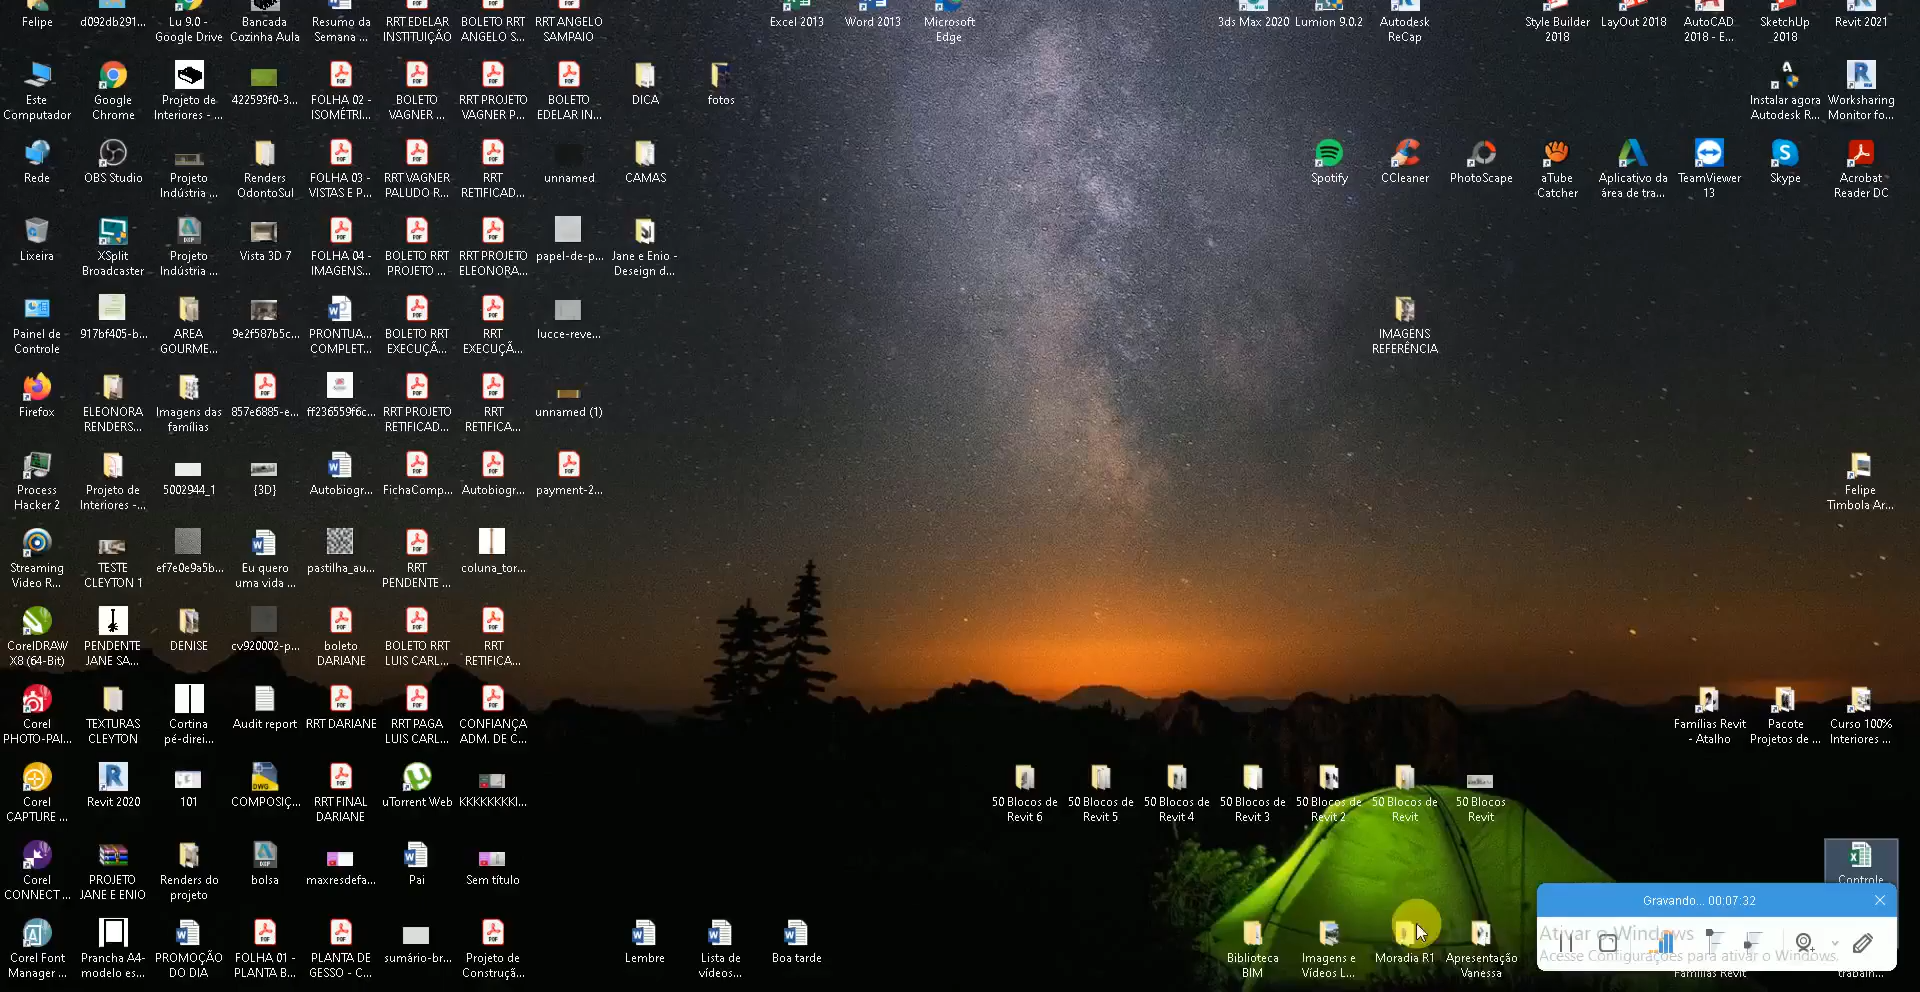 Felipe
d092db291...
Lu 9.0 -
Google Drive
Bancada
Cozinha Aula
Resumo da
Semana ...
RRT EDELAR
INSTITUIÇÃO
BOLETO RRT
ANGELO S...
RRT ANGELO
SAMPAIO
Excel 2013
Word 2013
Microsoft
Edge
3ds Max 2020
Lumion 9.0.2
Autodesk
ReCap
Style Builder
2018
LayOut 2018
AutoCAD
2018 - E...
SketchUp
2018
Revit 2021
Este
Computador
Google
Chrome
Projeto de
Interiores - ...
422593f0-3...
FOLHA 02 -
ISOMÉTRI...
BOLETO
VAGNER ...
RRT PROJETO
VAGNER P...
BOLETO
EDELAR IN...
DICA
fotos
Instalar agora
Autodesk R...
Worksharing
Monitor fo...
Rede
OBS Studio
Projeto
Indústria ...
Renders
OdontoSul
FOLHA 03 -
VISTAS E P...
RRT VAGNER
PALUDO R...
RRT
RETIFICAD...
unnamed
CAMAS
Spotify
CCleaner
PhotoScape
aTube
Catcher
Aplicativo da
área de tra...
TeamViewer
13
Skype
Acrobat
Reader DC
Lixeira
XSplit
Broadcaster
Projeto
Indústria ...
Vista 3D 7
FOLHA 04 -
IMAGENS...
BOLETO RRT
PROJETO ...
RRT PROJETO
ELEONORA...
papel-de-p...
Jane e Enio -
Deseign d...
Painel de
Controle
917bf405-b...
AREA
GOURME...
9e2f587b5c...
PRONTUA...
COMPLET...
BOLETO RRT
EXECUÇÃ...
RRT
EXECUÇÃ...
lucce-reve...
IMAGENS
REFERÊNCIA
Firefox
ELEONORA
RENDERS...
Imagens das
famílias
857e6885-e...
ff236559f6c...
RRT PROJETO
RETIFICAD...
RRT
RETIFICA...
unnamed (1)
Process
Hacker 2
Projeto de
Interiores -...
5002944_1
{3D}
Autobiogr...
FichaComp...
Autobiogr...
payment-2...
Felipe
Timbola Ar...
Streaming
Video R...
TESTE
CLEYTON 1
ef7e0e9a5b...
Eu quero
uma vida ...
pastilha_au...
RRT
PENDENTE ...
coluna_tor...
CorelDRAW
X8 (64-Bit)
PENDENTE
JANE SA...
DENISE
cv920002-p...
boleto
DARIANE
BOLETO RRT
LUIS CARL...
RRT
RETIFICA...
Corel
PHOTO-PAI...
TEXTURAS
CLEYTON
Cortina
pé-direi...
Audit report
RRT DARIANE
RRT PAGA
LUIS CARL...
CONFIANÇA
ADM. DE C...
Famílias Revit
- Atalho
Pacote
Projetos de ...
Curso 100%
Interiores ...
Corel
CAPTURE ...
Revit 2020
101
COMPOSIÇ...
RRT FINAL
DARIANE
uTorrent Web
KKKKKKKKI...
50 Blocos de
Revit 6
50 Blocos de
Revit 5
50 Blocos de
Revit 4
50 Blocos de
Revit 3
50 Blocos de
Revit 2
50 Blocos de
Revit
50 Blocos
Revit
Corel
CONNECT ...
PROJETO
JANE E ENIO
Renders do
projeto
bolsa
maxresdefa...
Pai
Sem título
Controle
Gravando... 00:07:32
Corel Font
Manager ...
Prancha A4-
modelo es...
PROMOÇÃO
DO DIA
FOLHA 01 -
PLANTA B...
PLANTA DE
GESSO - C...
sumário-br...
Projeto de
Construçã...
Lembre
Lista de
vídeos...
Boa tarde
Biblioteca
BIM
Imagens e
Vídeos L...
Moradia R1
Apresentação
Vanessa
Ativar o Windows
Acesse Configurações para ativar o Windows.
Famílias Revit
trabalh...